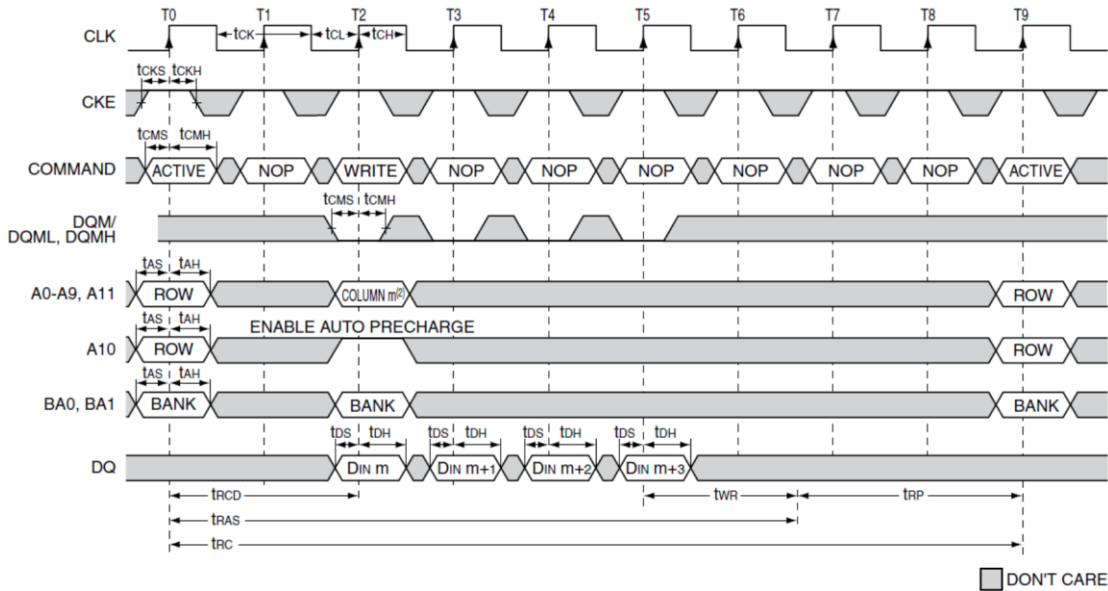 T0 T1 T2 T3 T4 T5 T6 T7 T8 T9
CLK tCK tCL tCH
tCKS tCKH
CKE
tCMS tCMH
COMMAND ACTIVE NOP WRITE NOP NOP NOP NOP NOP NOP ACTIVE
tCMS tCMH
DQM/
DQML, DQMH
tAS tAH
A0-A9, A11 ROW COLUMN m(2) ROW
tAS tAH ENABLE AUTO PRECHARGE
A10 ROW ROW
tAS tAH
BA0, BA1 BANK BANK BANK
tDS tDH tDS tDH tDS tDH tDS tDH
DQ DIN m DIN m+1 DIN m+2 DIN m+3
tRCD tWR tRP
tRAS
tRC
DON'T CARE